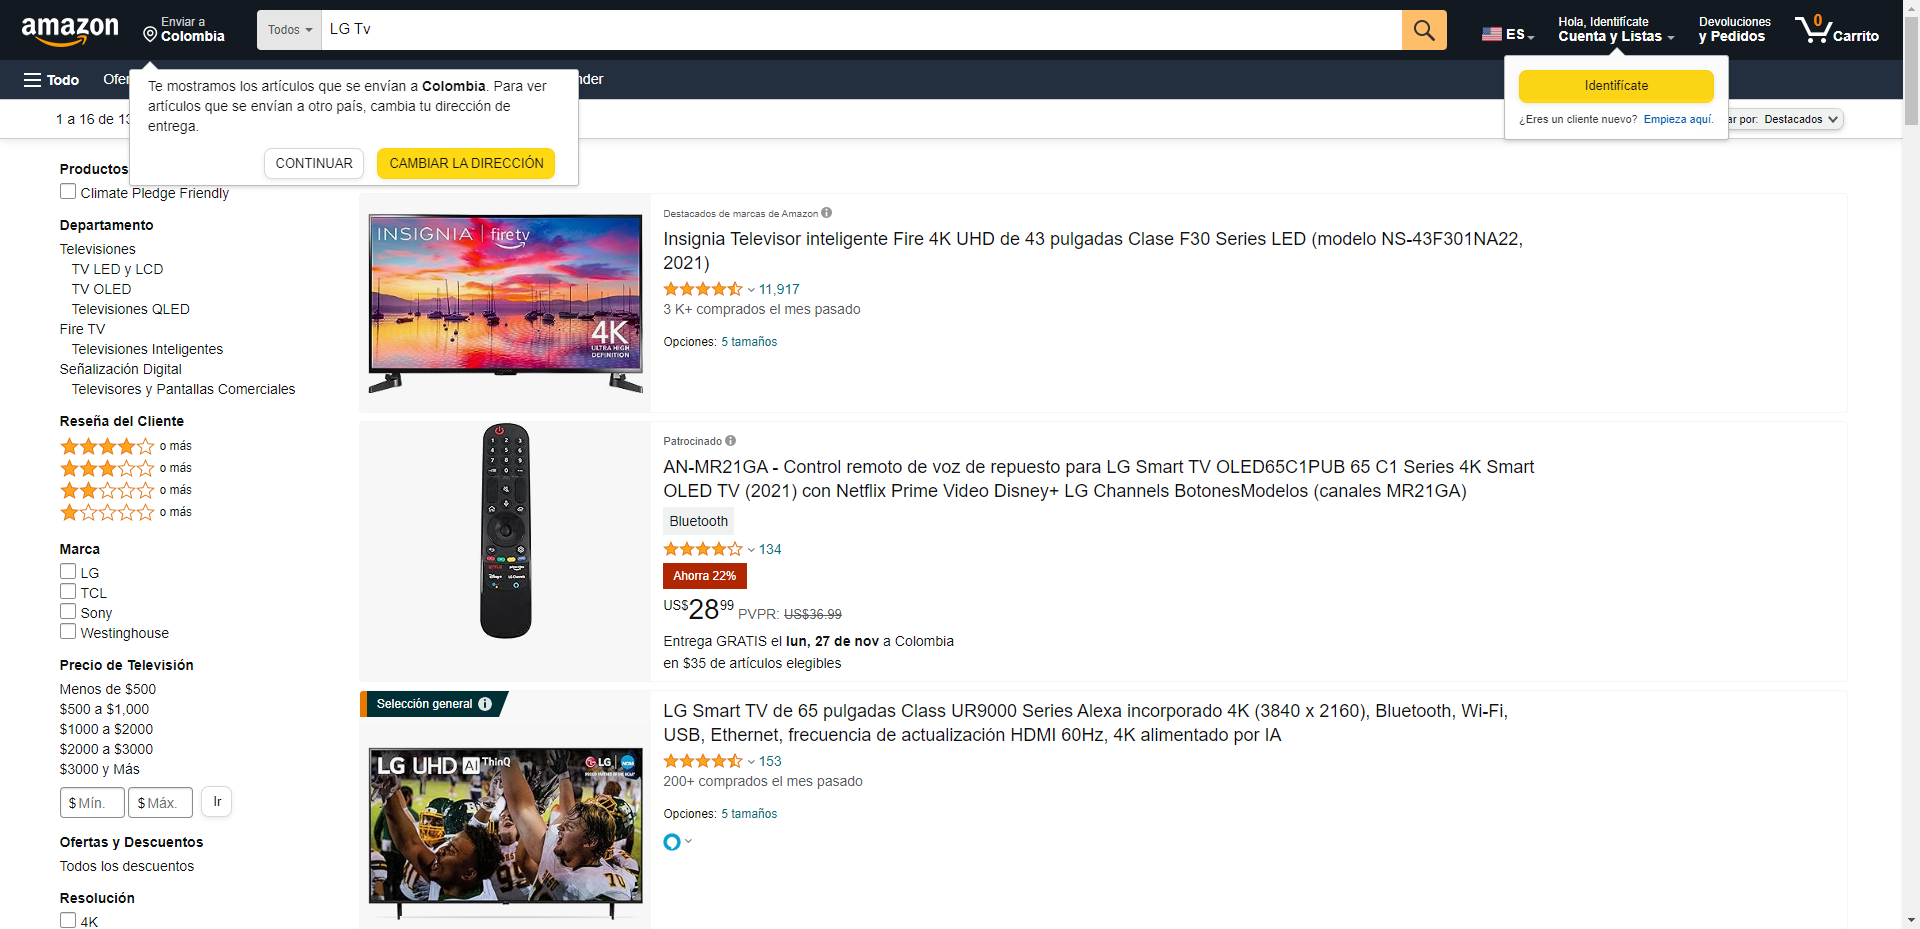 amazon
Enviar a
Colombia
Todos
LG Tv
ES
Hola, Identifícate
Cuenta y Listas
Devoluciones
y Pedidos
0
Carrito
Todo
Ofer
nder
Te mostramos los artículos que se envían a Colombia. Para ver
artículos que se envían a otro país, cambia tu dirección de
entrega.
CONTINUAR
CAMBIAR LA DIRECCIÓN
Identifícate
¿Eres un cliente nuevo? Empieza aquí.
1 a 16 de 13
ar por: Destacados
Productos
Climate Pledge Friendly
Departamento
Televisiones
TV LED y LCD
TV OLED
Televisiones QLED
Fire TV
Televisiones Inteligentes
Señalización Digital
Televisores y Pantallas Comerciales
Reseña del Cliente
o más
o más
o más
o más
Marca
LG
TCL
Sony
Westinghouse
Precio de Televisión
Menos de $500
$500 a $1,000
$1000 a $2000
$2000 a $3000
$3000 y Más
$ Mín.
$ Máx.
Ir
Ofertas y Descuentos
Todos los descuentos
Resolución
4K
INSIGNIA firetv
4K
ULTRA HIGH
DEFINITION
Destacados de marcas de Amazon
Insignia Televisor inteligente Fire 4K UHD de 43 pulgadas Clase F30 Series LED (modelo NS-43F301NA22,
2021)
11,917
3 K+ comprados el mes pasado
Opciones: 5 tamaños
Patrocinado
AN-MR21GA - Control remoto de voz de repuesto para LG Smart TV OLED65C1PUB 65 C1 Series 4K Smart
OLED TV (2021) con Netflix Prime Video Disney+ LG Channels BotonesModelos (canales MR21GA)
Bluetooth
134
Ahorra 22%
US$28.99 PVPR: US$36.99
Entrega GRATIS el lun, 27 de nov a Colombia
en $35 de artículos elegibles
Selección general
LG UHD AI ThinQ
LG
LG Smart TV de 65 pulgadas Class UR9000 Series Alexa incorporado 4K (3840 x 2160), Bluetooth, Wi-Fi,
USB, Ethernet, frecuencia de actualización HDMI 60Hz, 4K alimentado por IA
153
200+ comprados el mes pasado
Opciones: 5 tamaños